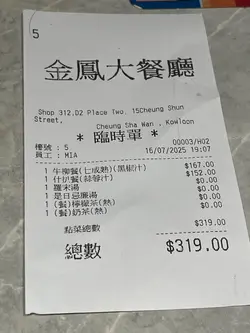 5
金鳳大餐廳
Shop 312,D2 Place Two, 15Cheung Shun
Street,
Cheung Sha Wan , Kowloon
* 臨時單 *
樓號 : 5 00003/H02
員工 : MIA 16/07/2025 19:07
1 牛柳餐(七成熟)(黑椒汁) $167.00
1 什扒餐(蒜蓉汁) $152.00
1 羅宋湯 $0.00
1 是日忌廉湯 $0.00
1 (餐)檸檬茶(熱) $0.00
1 (餐)奶茶(熱) $0.00
點菜總數 $319.00
總數 $319.00